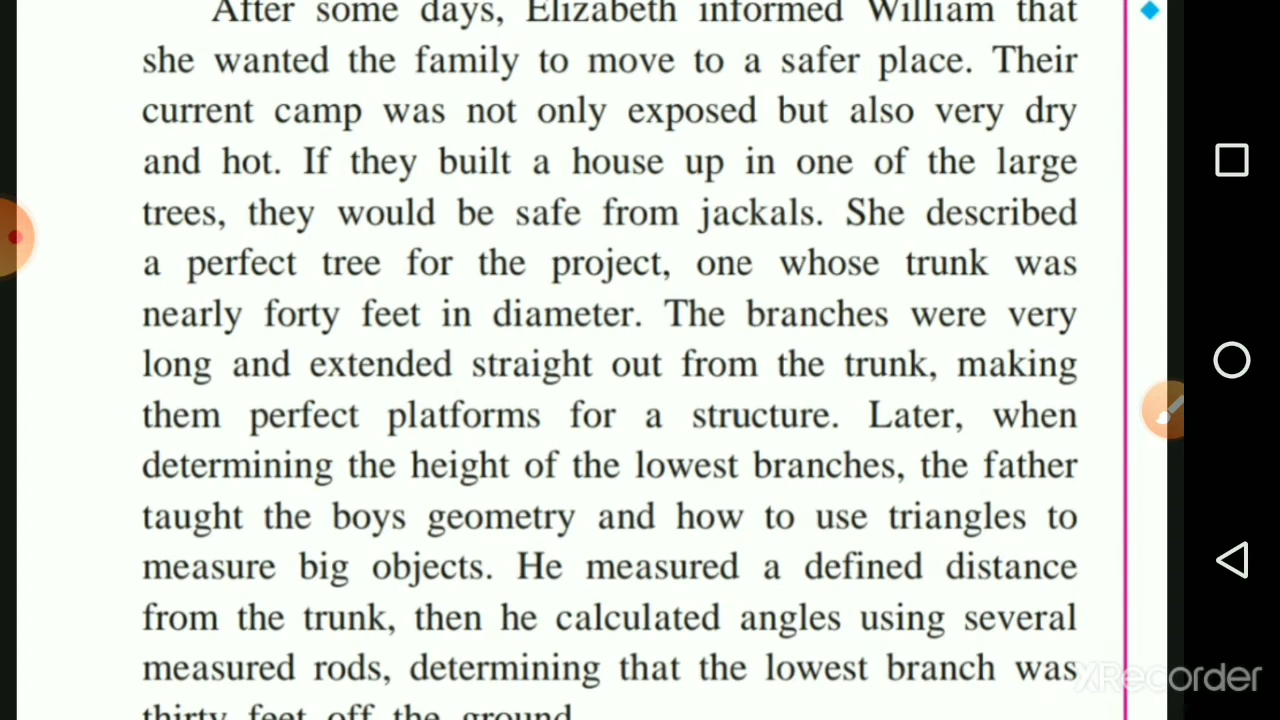 After some days, Elizabeth informed William that
she wanted the family to move to a safer place. Their
current camp was not only exposed but also very dry
and hot. If they built a house up in one of the large
trees, they would be safe from jackals. She described
a perfect tree for the project, one whose trunk was
nearly forty feet in diameter. The branches were very
long and extended straight out from the trunk, making
them perfect platforms for a structure. Later, when
determining the height of the lowest branches, the father
taught the boys geometry and how to use triangles to
measure big objects. He measured a defined distance
from the trunk, then he calculated angles using several
measured rods, determining that the lowest branch was
thirty feet off the ground.
XRecorder